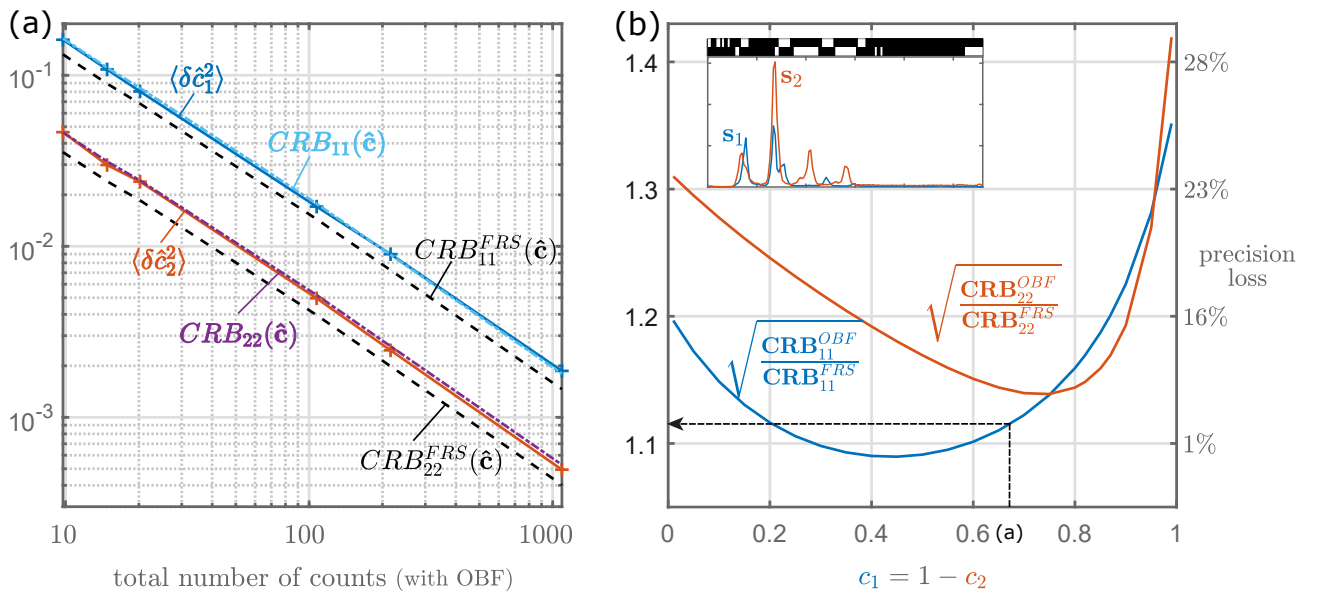 (a)
10⁻¹
10⁻²
10⁻³
⟨δĉ₁²⟩
CRB₁₁(ĉ)
CRB₁₁^FRS(ĉ)
⟨δĉ₂²⟩
CRB₂₂(ĉ)
CRB₂₂^FRS(ĉ)
10 100 1000
total number of counts (with OBF)
(b)
1.4
1.3
1.2
1.1
s₂
s₁
√(CRB₂₂^OBF
CRB₂₂^FRS)
√(CRB₁₁^OBF
CRB₁₁^FRS)
28%
23%
precision
loss
16%
1%
0 0.2 0.4 0.6 (a) 0.8 1
c₁ = 1 − c₂